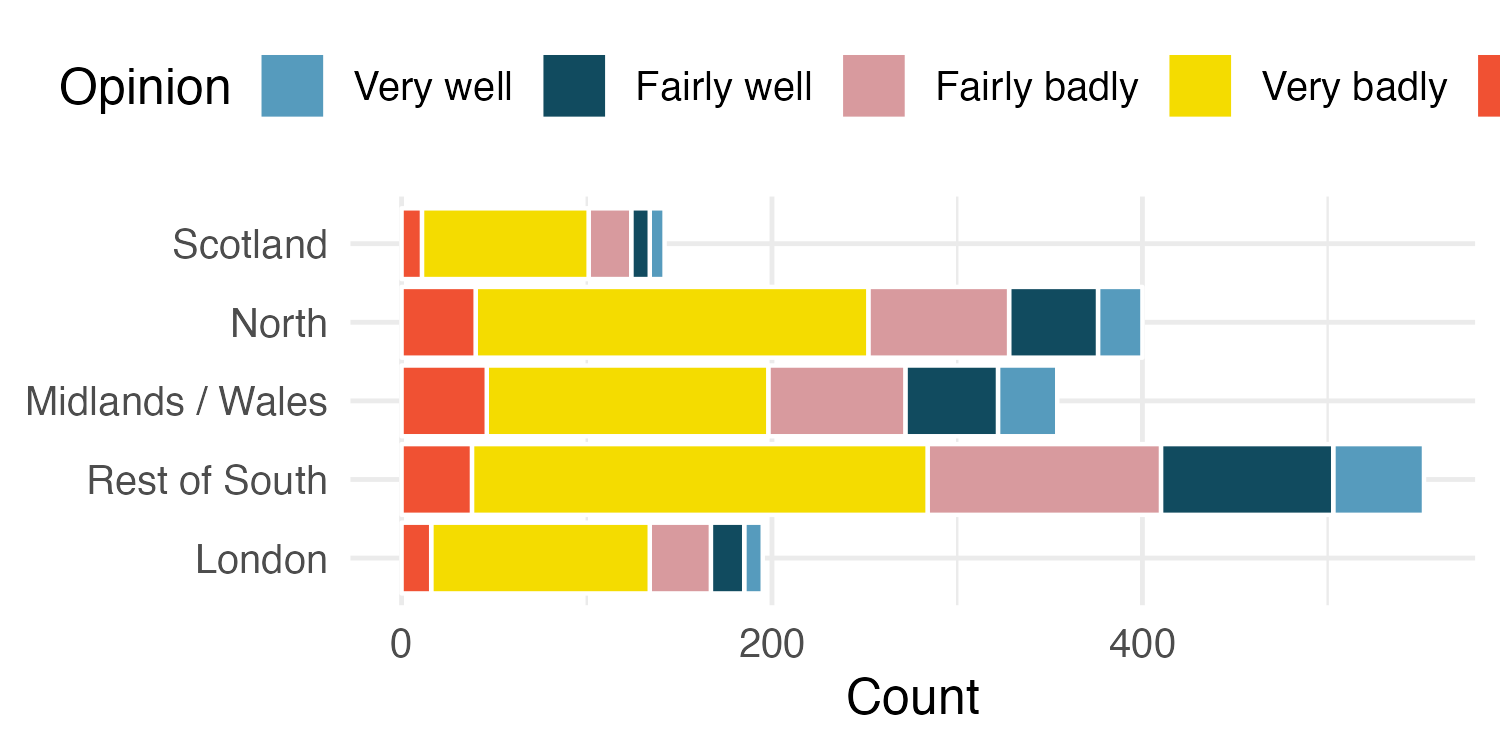 Opinion Very well Fairly well Fairly badly Very badly
Scotland
North
Midlands / Wales
Rest of South
London
0 200 400
Count